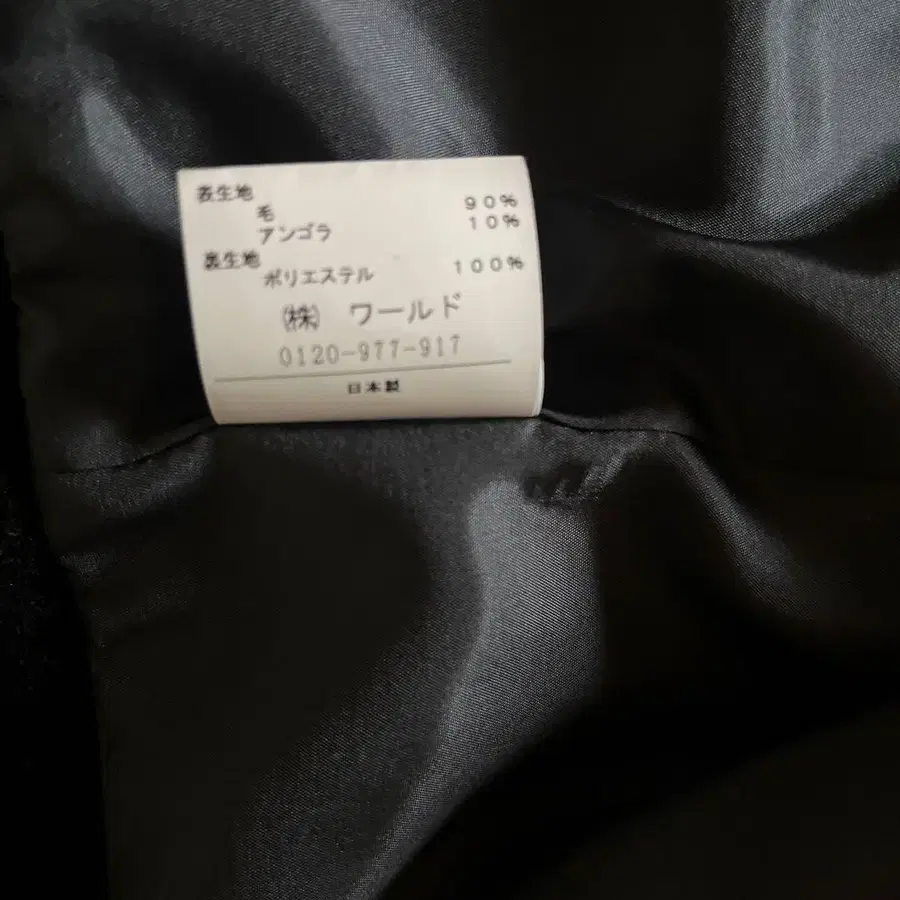 表生地
毛 90%
アンゴラ 10%
裏生地
ポリエステル 100%
㈱ ワールド
0120-977-917
日本製